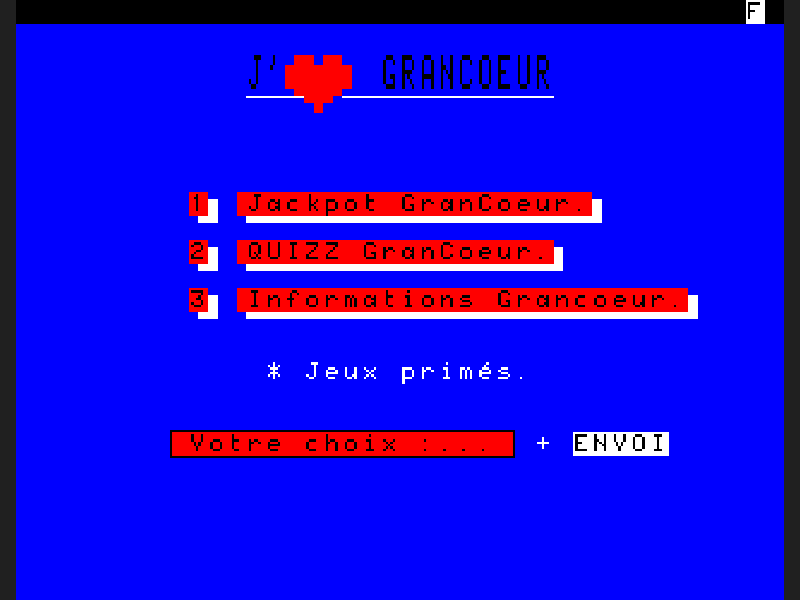 F
J'❤ GRANCOEUR
1 Jackpot GranCoeur.
2 QUIZZ GranCoeur.
3 Informations Grancoeur.
* Jeux primés.
Votre choix :... + ENVOI